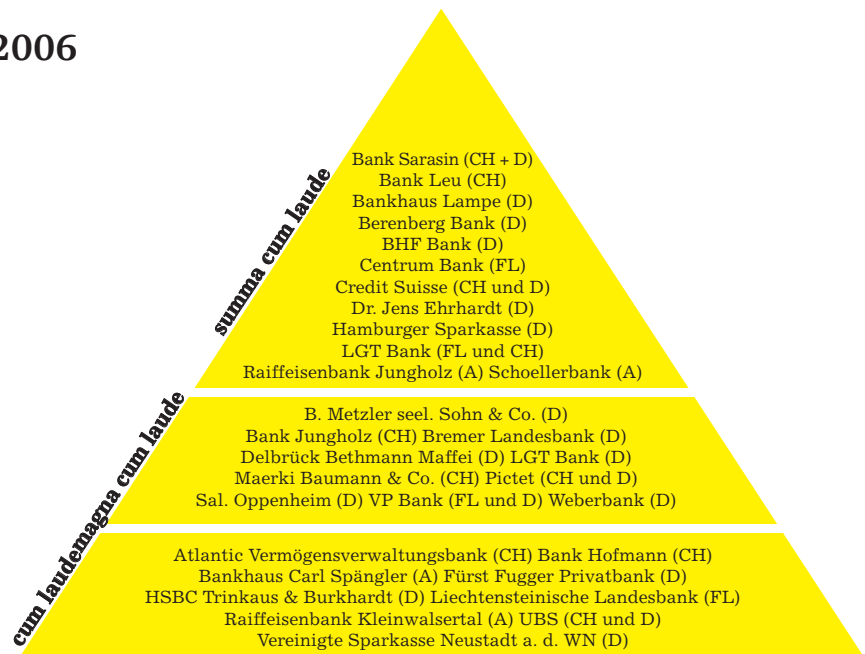 2006
summa cum laude
Bank Sarasin (CH + D)
Bank Leu (CH)
Bankhaus Lampe (D)
Berenberg Bank (D)
BHF Bank (D)
Centrum Bank (FL)
Credit Suisse (CH und D)
Dr. Jens Ehrhardt (D)
Hamburger Sparkasse (D)
LGT Bank (FL und CH)
Raiffeisenbank Jungholz (A) Schoellerbank (A)
magna cum laude
B. Metzler seel. Sohn & Co. (D)
Bank Jungholz (CH) Bremer Landesbank (D)
Delbrück Bethmann Maffei (D) LGT Bank (D)
Maerki Baumann & Co. (CH) Pictet (CH und D)
Sal. Oppenheim (D) VP Bank (FL und D) Weberbank (D)
cum laude
Atlantic Vermögensverwaltungsbank (CH) Bank Hofmann (CH)
Bankhaus Carl Spängler (A) Fürst Fugger Privatbank (D)
HSBC Trinkaus & Burkhardt (D) Liechtensteinische Landesbank (FL)
Raiffeisenbank Kleinwalsertal (A) UBS (CH und D)
Vereinigte Sparkasse Neustadt a. d. WN (D)